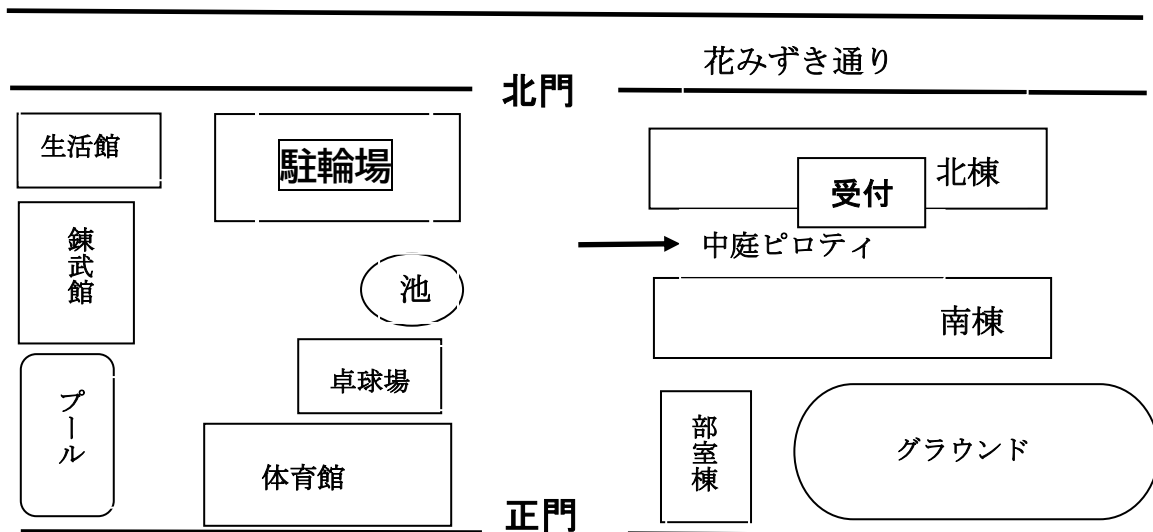 花みずき通り
北門
生活館
駐輪場
北棟
受付
錬武館
中庭ピロティ
池
南棟
卓球場
プール
部室棟
グラウンド
体育館
正門